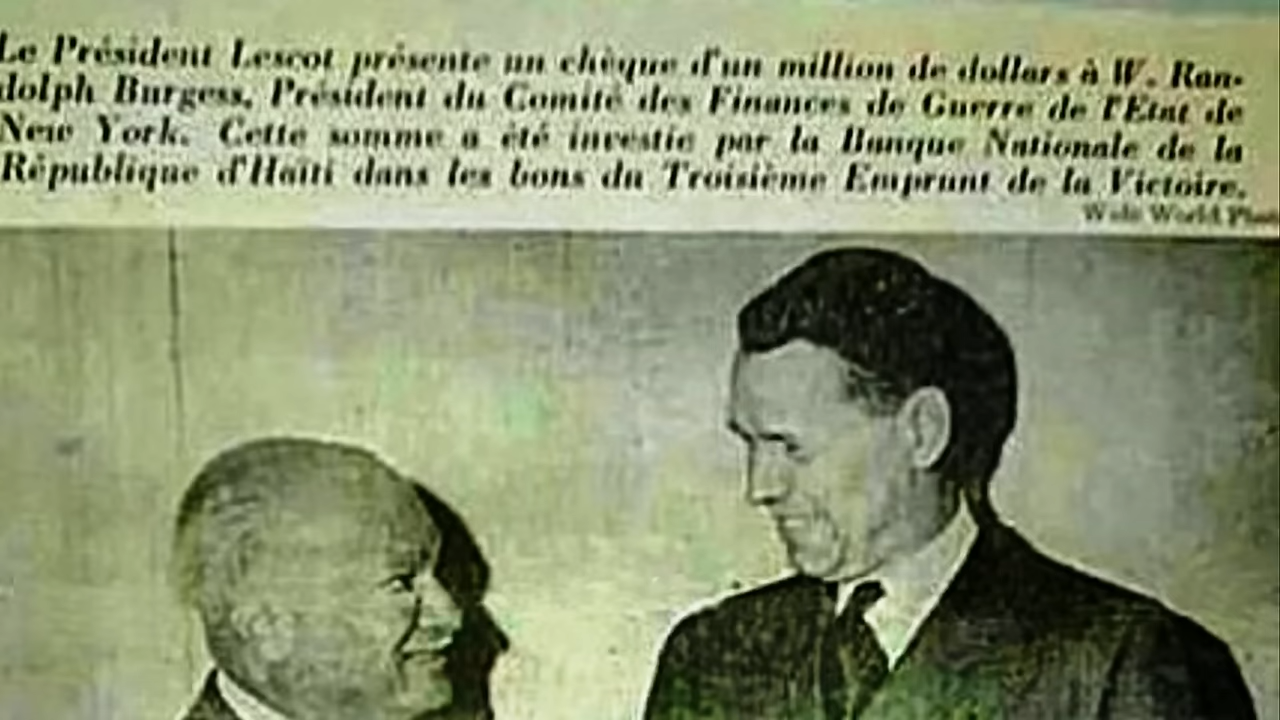 Le Président Lescot présente un chèque d'un million de dollars à W. Ran-
dolph Burgess, Président du Comité des Finances de Guerre de l'Etat de
New York. Cette somme a été investie par la Banque Nationale de la
République d'Haïti dans les bons du Troisième Emprunt de la Victoire.
Wide World Phot